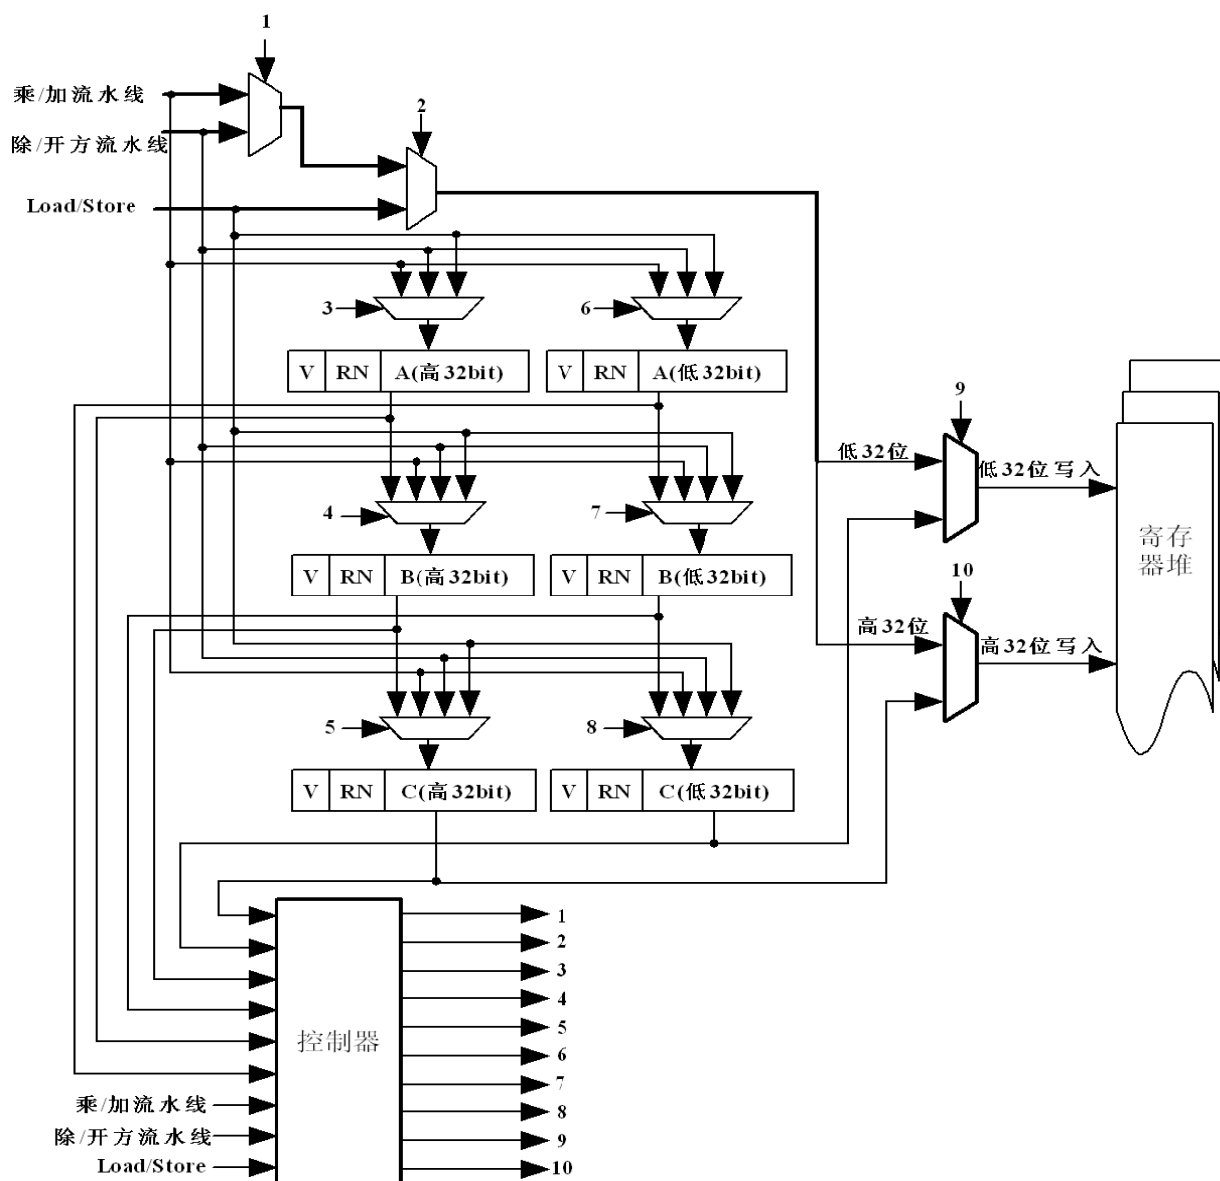 1
乘/加流水线
2
除/开方流水线
Load/Store
3
6
V RN A(高32bit)
V RN A(低32bit)
9
低32位
低32位写入
4
7
寄存
器堆
V RN B(高32bit)
V RN B(低32bit)
10
高32位
高32位写入
5
8
V RN C(高32bit)
V RN C(低32bit)
1
2
3
4
5
控制器
6
7
乘/加流水线
8
除/开方流水线
9
Load/Store
10